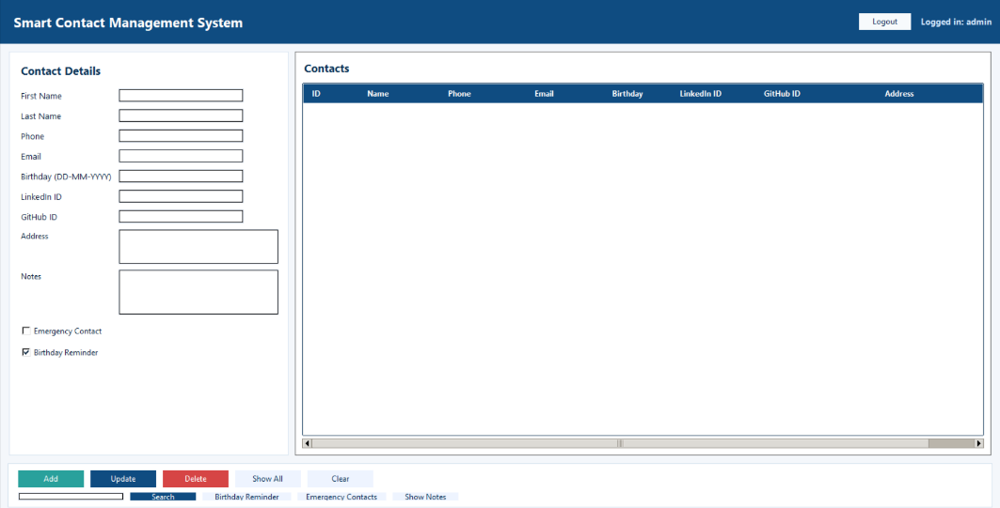 Smart Contact Management System
Logout Logged in: admin
Contact Details
First Name
Last Name
Phone
Email
Birthday (DD-MM-YYYY)
LinkedIn ID
GitHub ID
Address
Notes
Emergency Contact
Birthday Reminder
Contacts
ID Name Phone Email Birthday LinkedIn ID GitHub ID Address
Add Update Delete Show All Clear
Search Birthday Reminder Emergency Contacts Show Notes